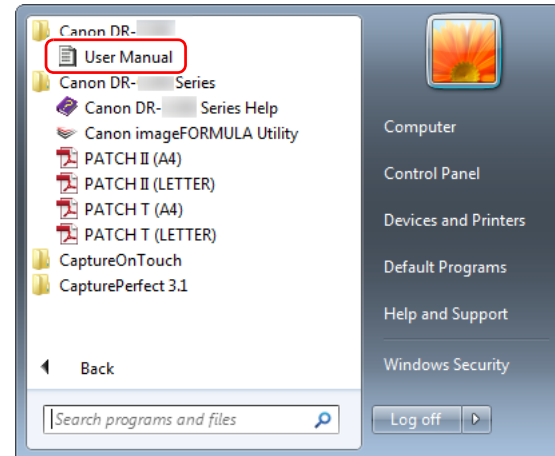 Canon DR-
User Manual
Canon DR- Series
Canon DR- Series Help
Canon imageFORMULA Utility
PATCH II (A4)
PATCH II (LETTER)
PATCH T (A4)
PATCH T (LETTER)
CaptureOnTouch
CapturePerfect 3.1
Back
Search programs and files
Computer
Control Panel
Devices and Printers
Default Programs
Help and Support
Windows Security
Log off